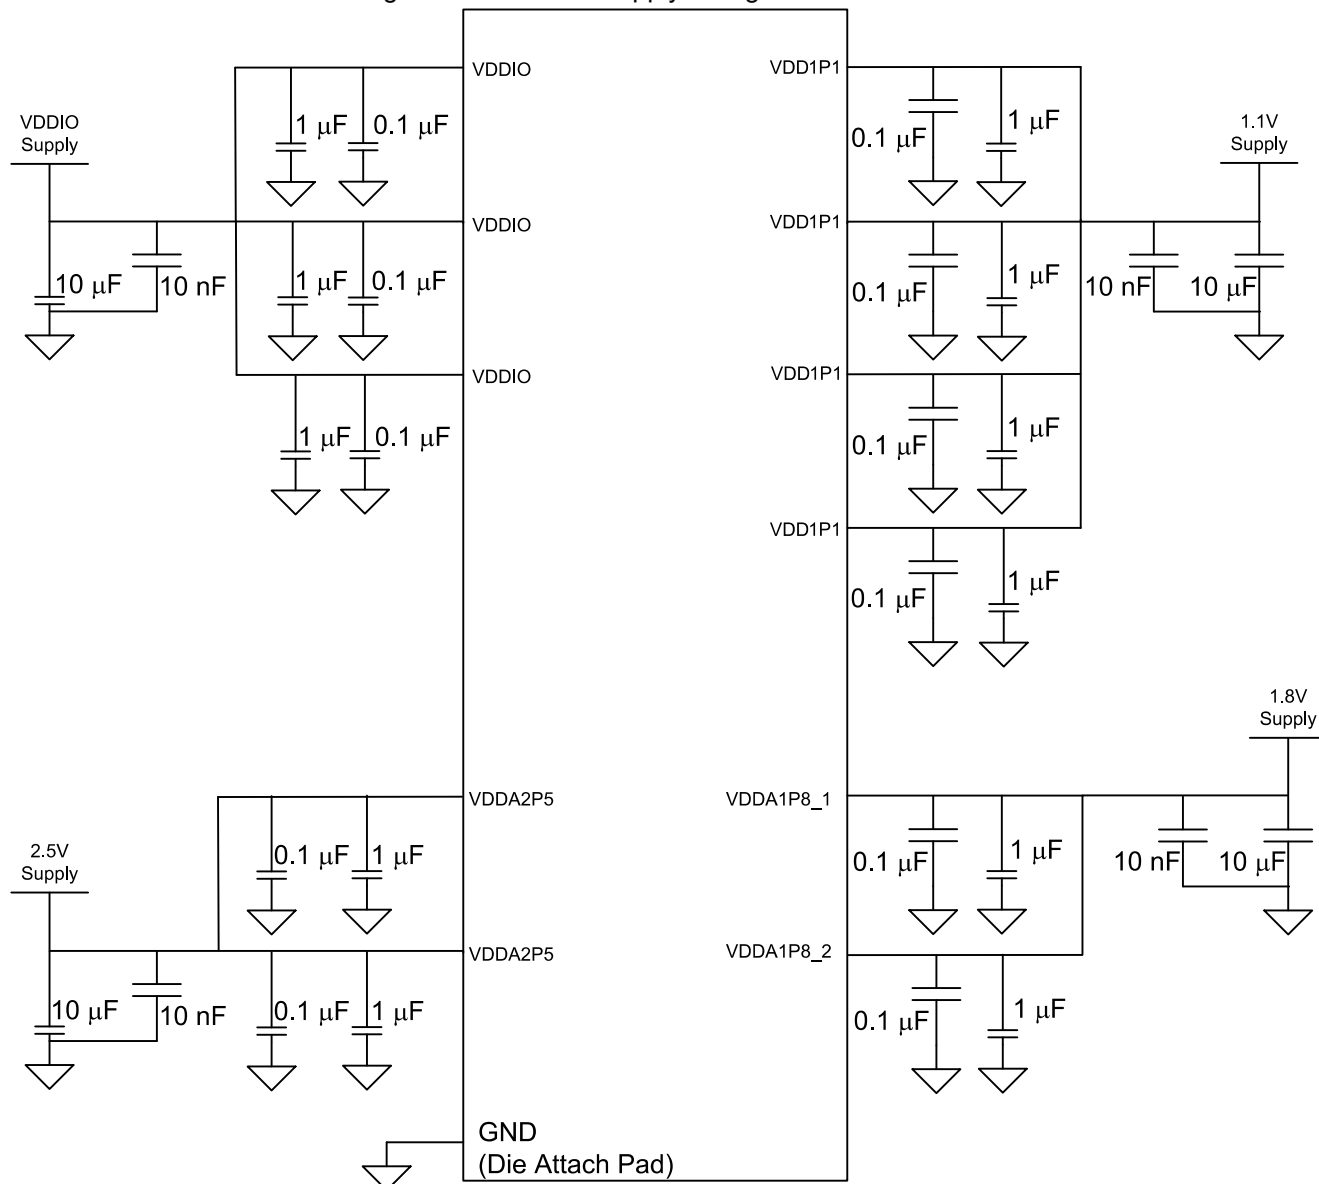 VDDIO
VDD1P1
1 μF
0.1 μF
0.1 μF
1 μF
VDDIO
Supply
1.1V
Supply
VDDIO
VDD1P1
10 μF
10 nF
1 μF
0.1 μF
0.1 μF
1 μF
10 nF
10 μF
VDDIO
VDD1P1
1 μF
0.1 μF
0.1 μF
1 μF
VDD1P1
0.1 μF
1 μF
1.8V
Supply
VDDA2P5
VDDA1P8_1
0.1 μF
1 μF
0.1 μF
1 μF
10 nF
10 μF
2.5V
Supply
VDDA2P5
VDDA1P8_2
10 μF
10 nF
0.1 μF
1 μF
0.1 μF
1 μF
GND
(Die Attach Pad)